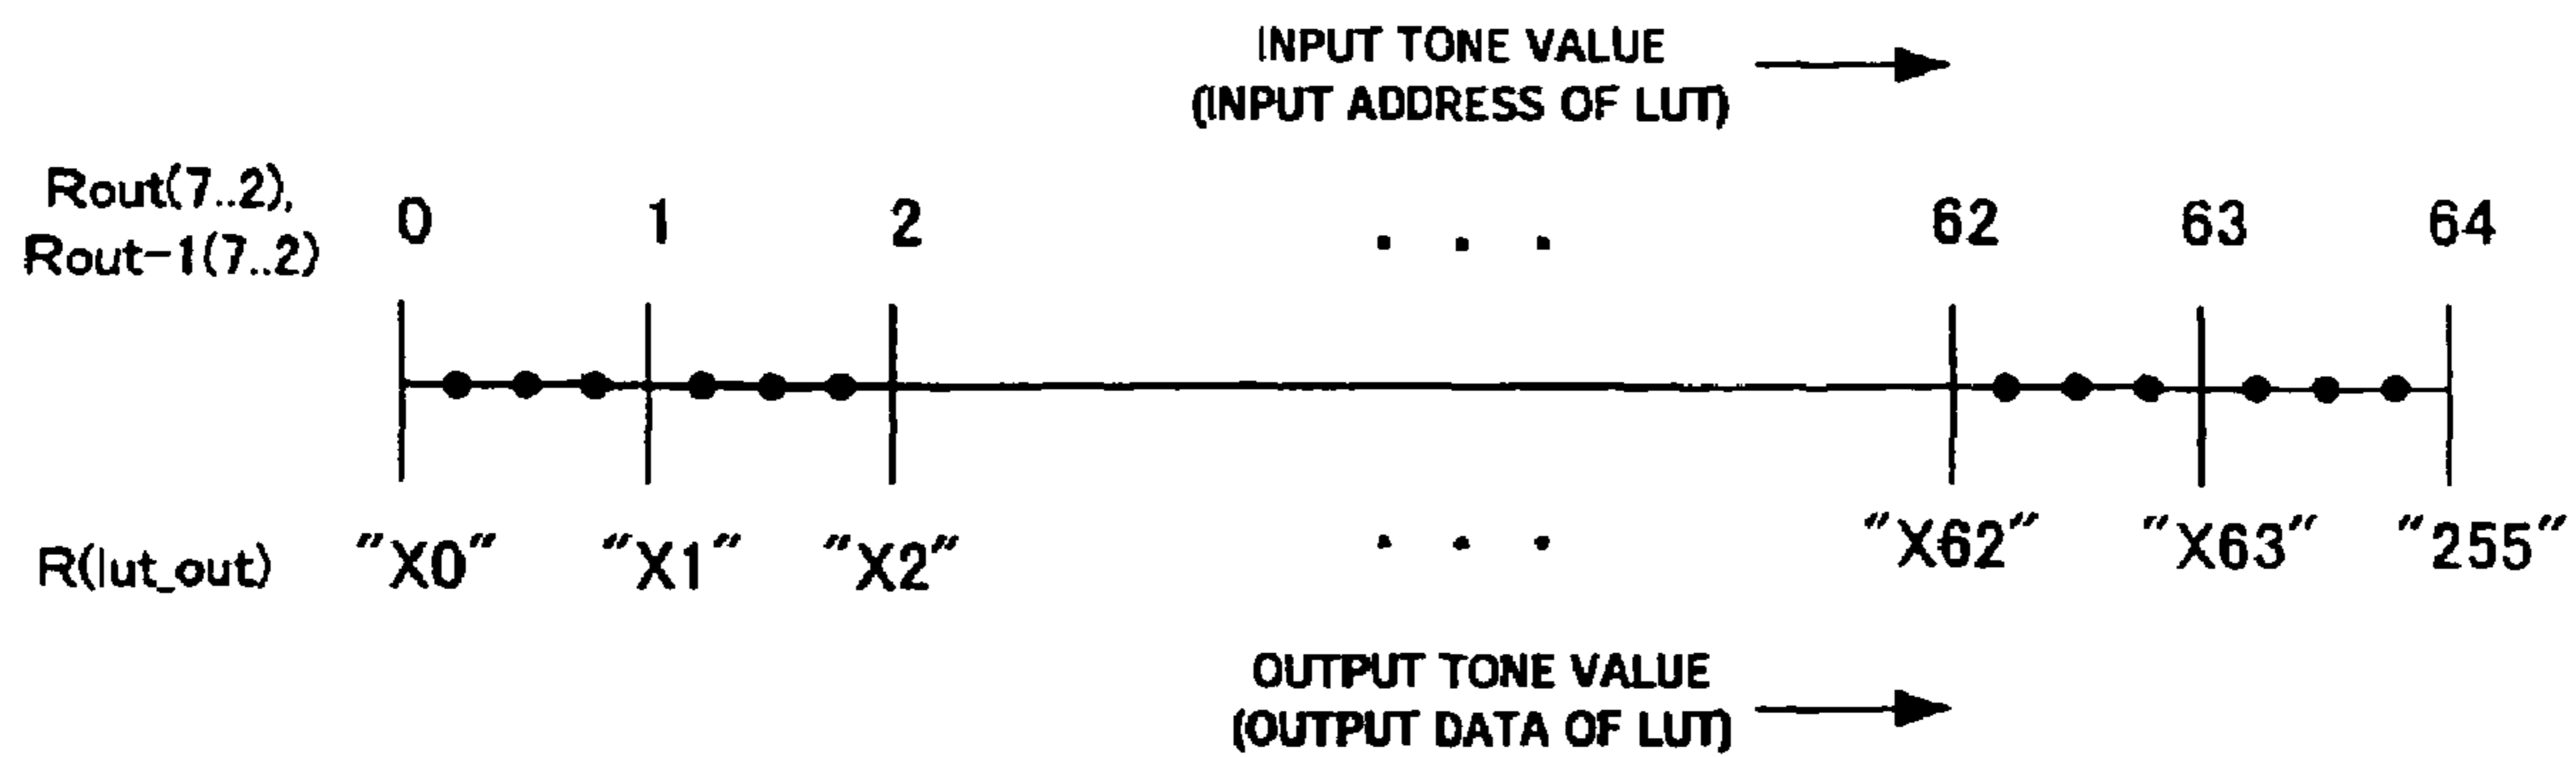 INPUT TONE VALUE
(INPUT ADDRESS OF LUT)
Rout(7..2),
Rout-1(7..2)
0 1 2 . . . 62 63 64
R(lut_out) "X0" "X1" "X2" . . . "X62" "X63" "255"
OUTPUT TONE VALUE
(OUTPUT DATA OF LUT)